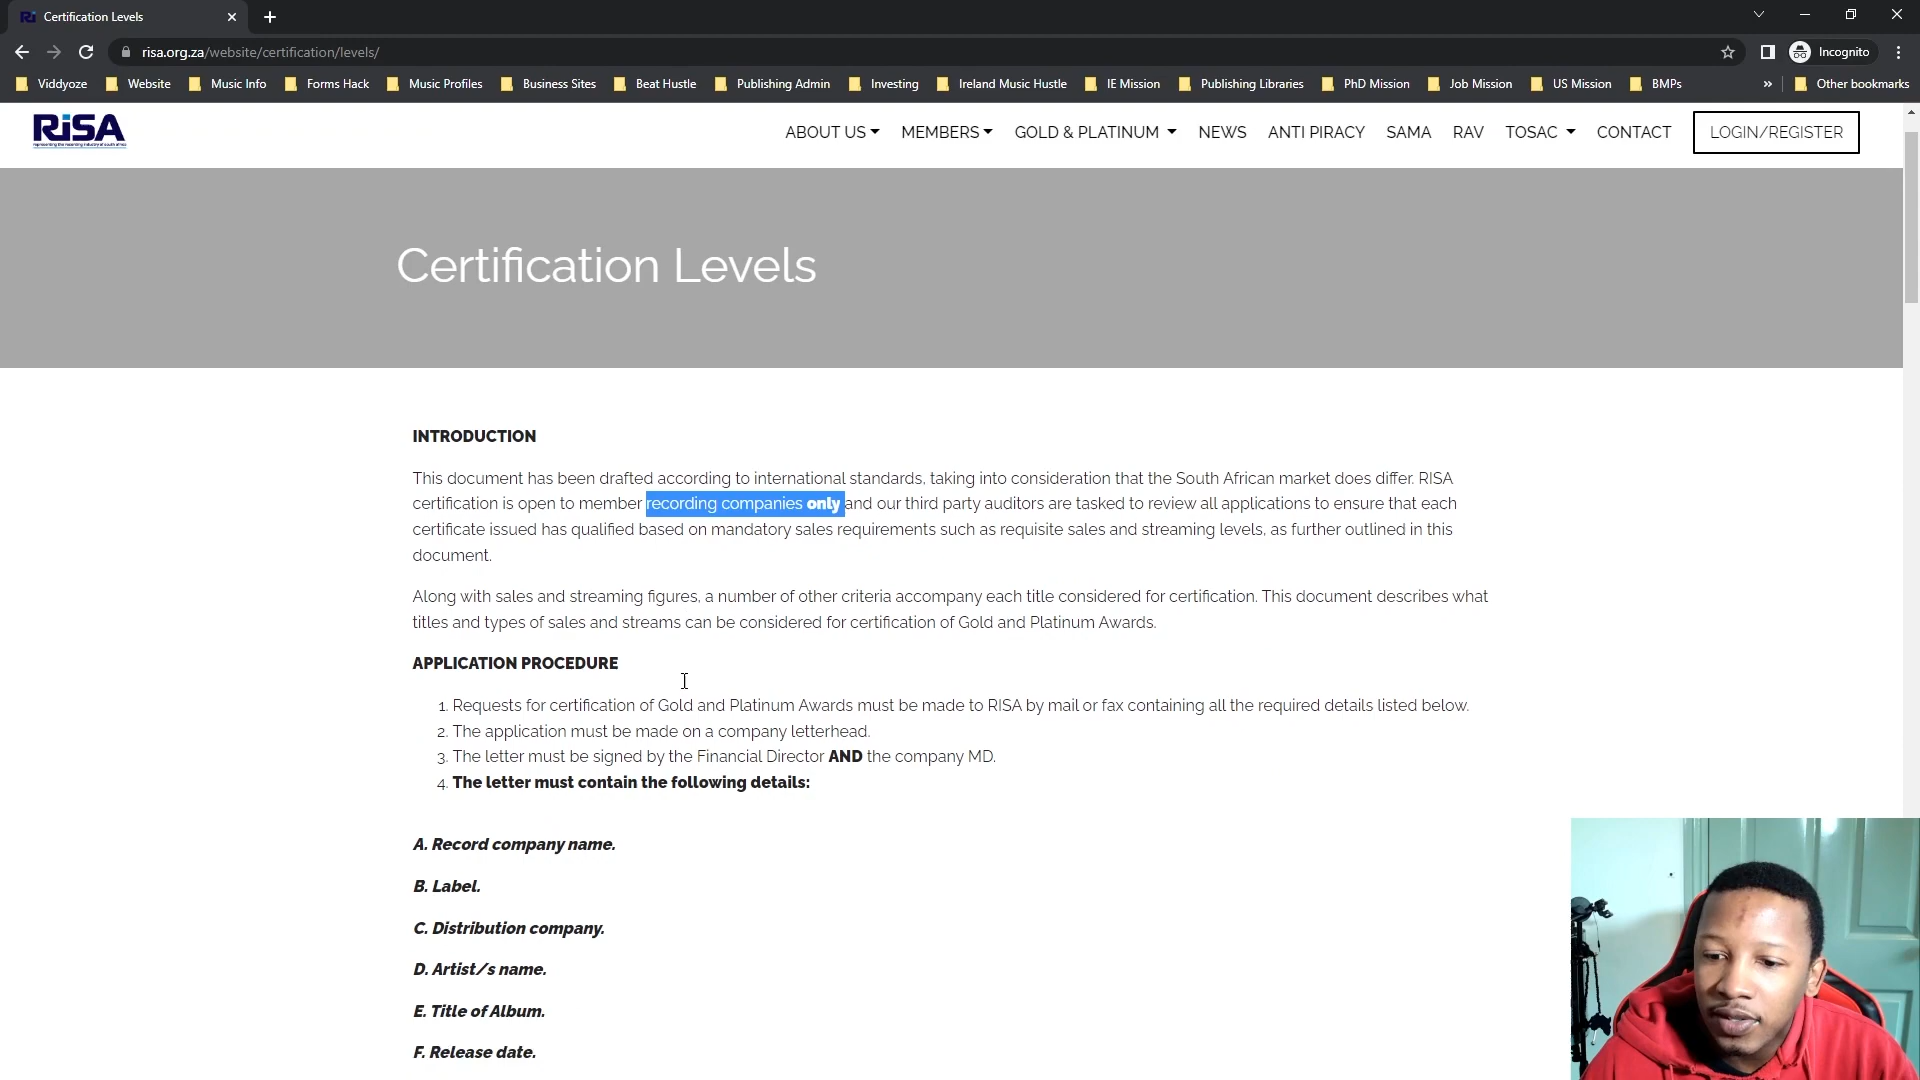 Certification Levels
risa.org.za/website/certification/levels/
Incognito
Viddyoze Website Music Info Forms Hack Music Profiles Business Sites Beat Hustle Publishing Admin Investing Ireland Music Hustle IE Mission Publishing Libraries PhD Mission Job Mission US Mission BMPs » Other bookmarks
RiSA
ABOUT US MEMBERS GOLD & PLATINUM NEWS ANTI PIRACY SAMA RAV TOSAC CONTACT LOGIN/REGISTER
Certification Levels
INTRODUCTION
This document has been drafted according to international standards, taking into consideration that the South African market does differ. RISA
certification is open to member recording companies only and our third party auditors are tasked to review all applications to ensure that each
certificate issued has qualified based on mandatory sales requirements such as requisite sales and streaming levels, as further outlined in this
document.
Along with sales and streaming figures, a number of other criteria accompany each title considered for certification. This document describes what
titles and types of sales and streams can be considered for certification of Gold and Platinum Awards.
APPLICATION PROCEDURE
1. Requests for certification of Gold and Platinum Awards must be made to RISA by mail or fax containing all the required details listed below.
2. The application must be made on a company letterhead.
3. The letter must be signed by the Financial Director AND the company MD.
4. The letter must contain the following details:
A. Record company name.
B. Label.
C. Distribution company.
D. Artist/s name.
E. Title of Album.
F. Release date.